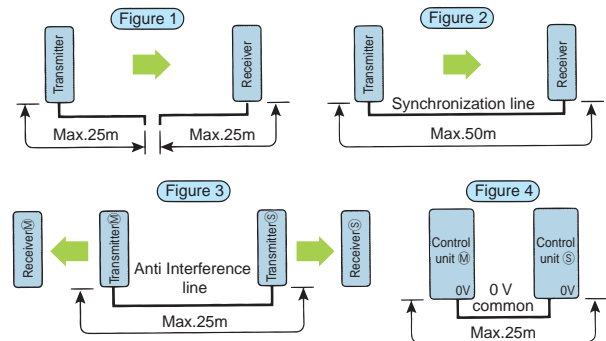 Figure 1
Transmitter
Receiver
Max.25m
Max.25m
Figure 2
Transmitter
Receiver
Synchronization line
Max.50m
Figure 3
ReceiverⓂ
TransmitterⓂ
Anti Interference
line
TransmitterⓈ
ReceiverⓈ
Max.25m
Figure 4
Control
unit Ⓜ
0V
0 V
common
Control
unit Ⓢ
0V
Max.25m